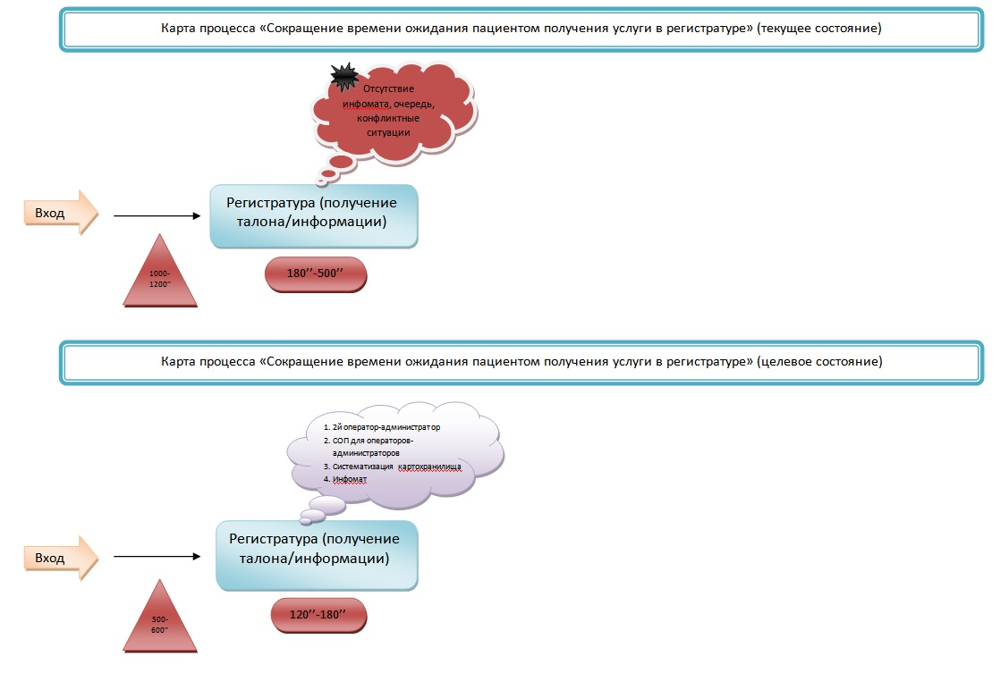 Карта процесса «Сокращение времени ожидания пациентом получения услуги в регистратуре» (текущее состояние)
Отсутствие
инфомата, очередь,
конфликтные
ситуации
Вход
Регистратура (получение
талона/информации)
1000-
1200’’
180’’-500’’
Карта процесса «Сокращение времени ожидания пациентом получения услуги в регистратуре» (целевое состояние)
1. 2й оператор-администратор
2. СОП для операторов-
администраторов
3. Систематизация картохранилища
4. Инфомат
Вход
Регистратура (получение
талона/информации)
500-
600’’
120’’-180’’